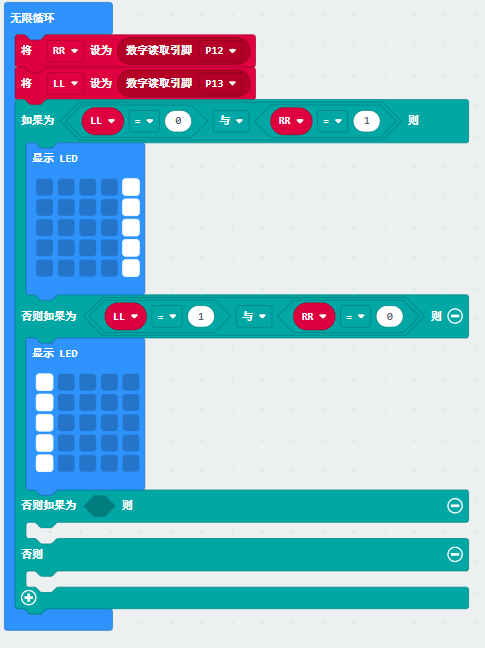 无限循环
将 RR 设为 数字读取引脚 P12
将 LL 设为 数字读取引脚 P13
如果为 LL = 0 与 RR = 1 则
显示 LED
否则如果为 LL = 1 与 RR = 0 则
显示 LED
否则如果为 则
否则